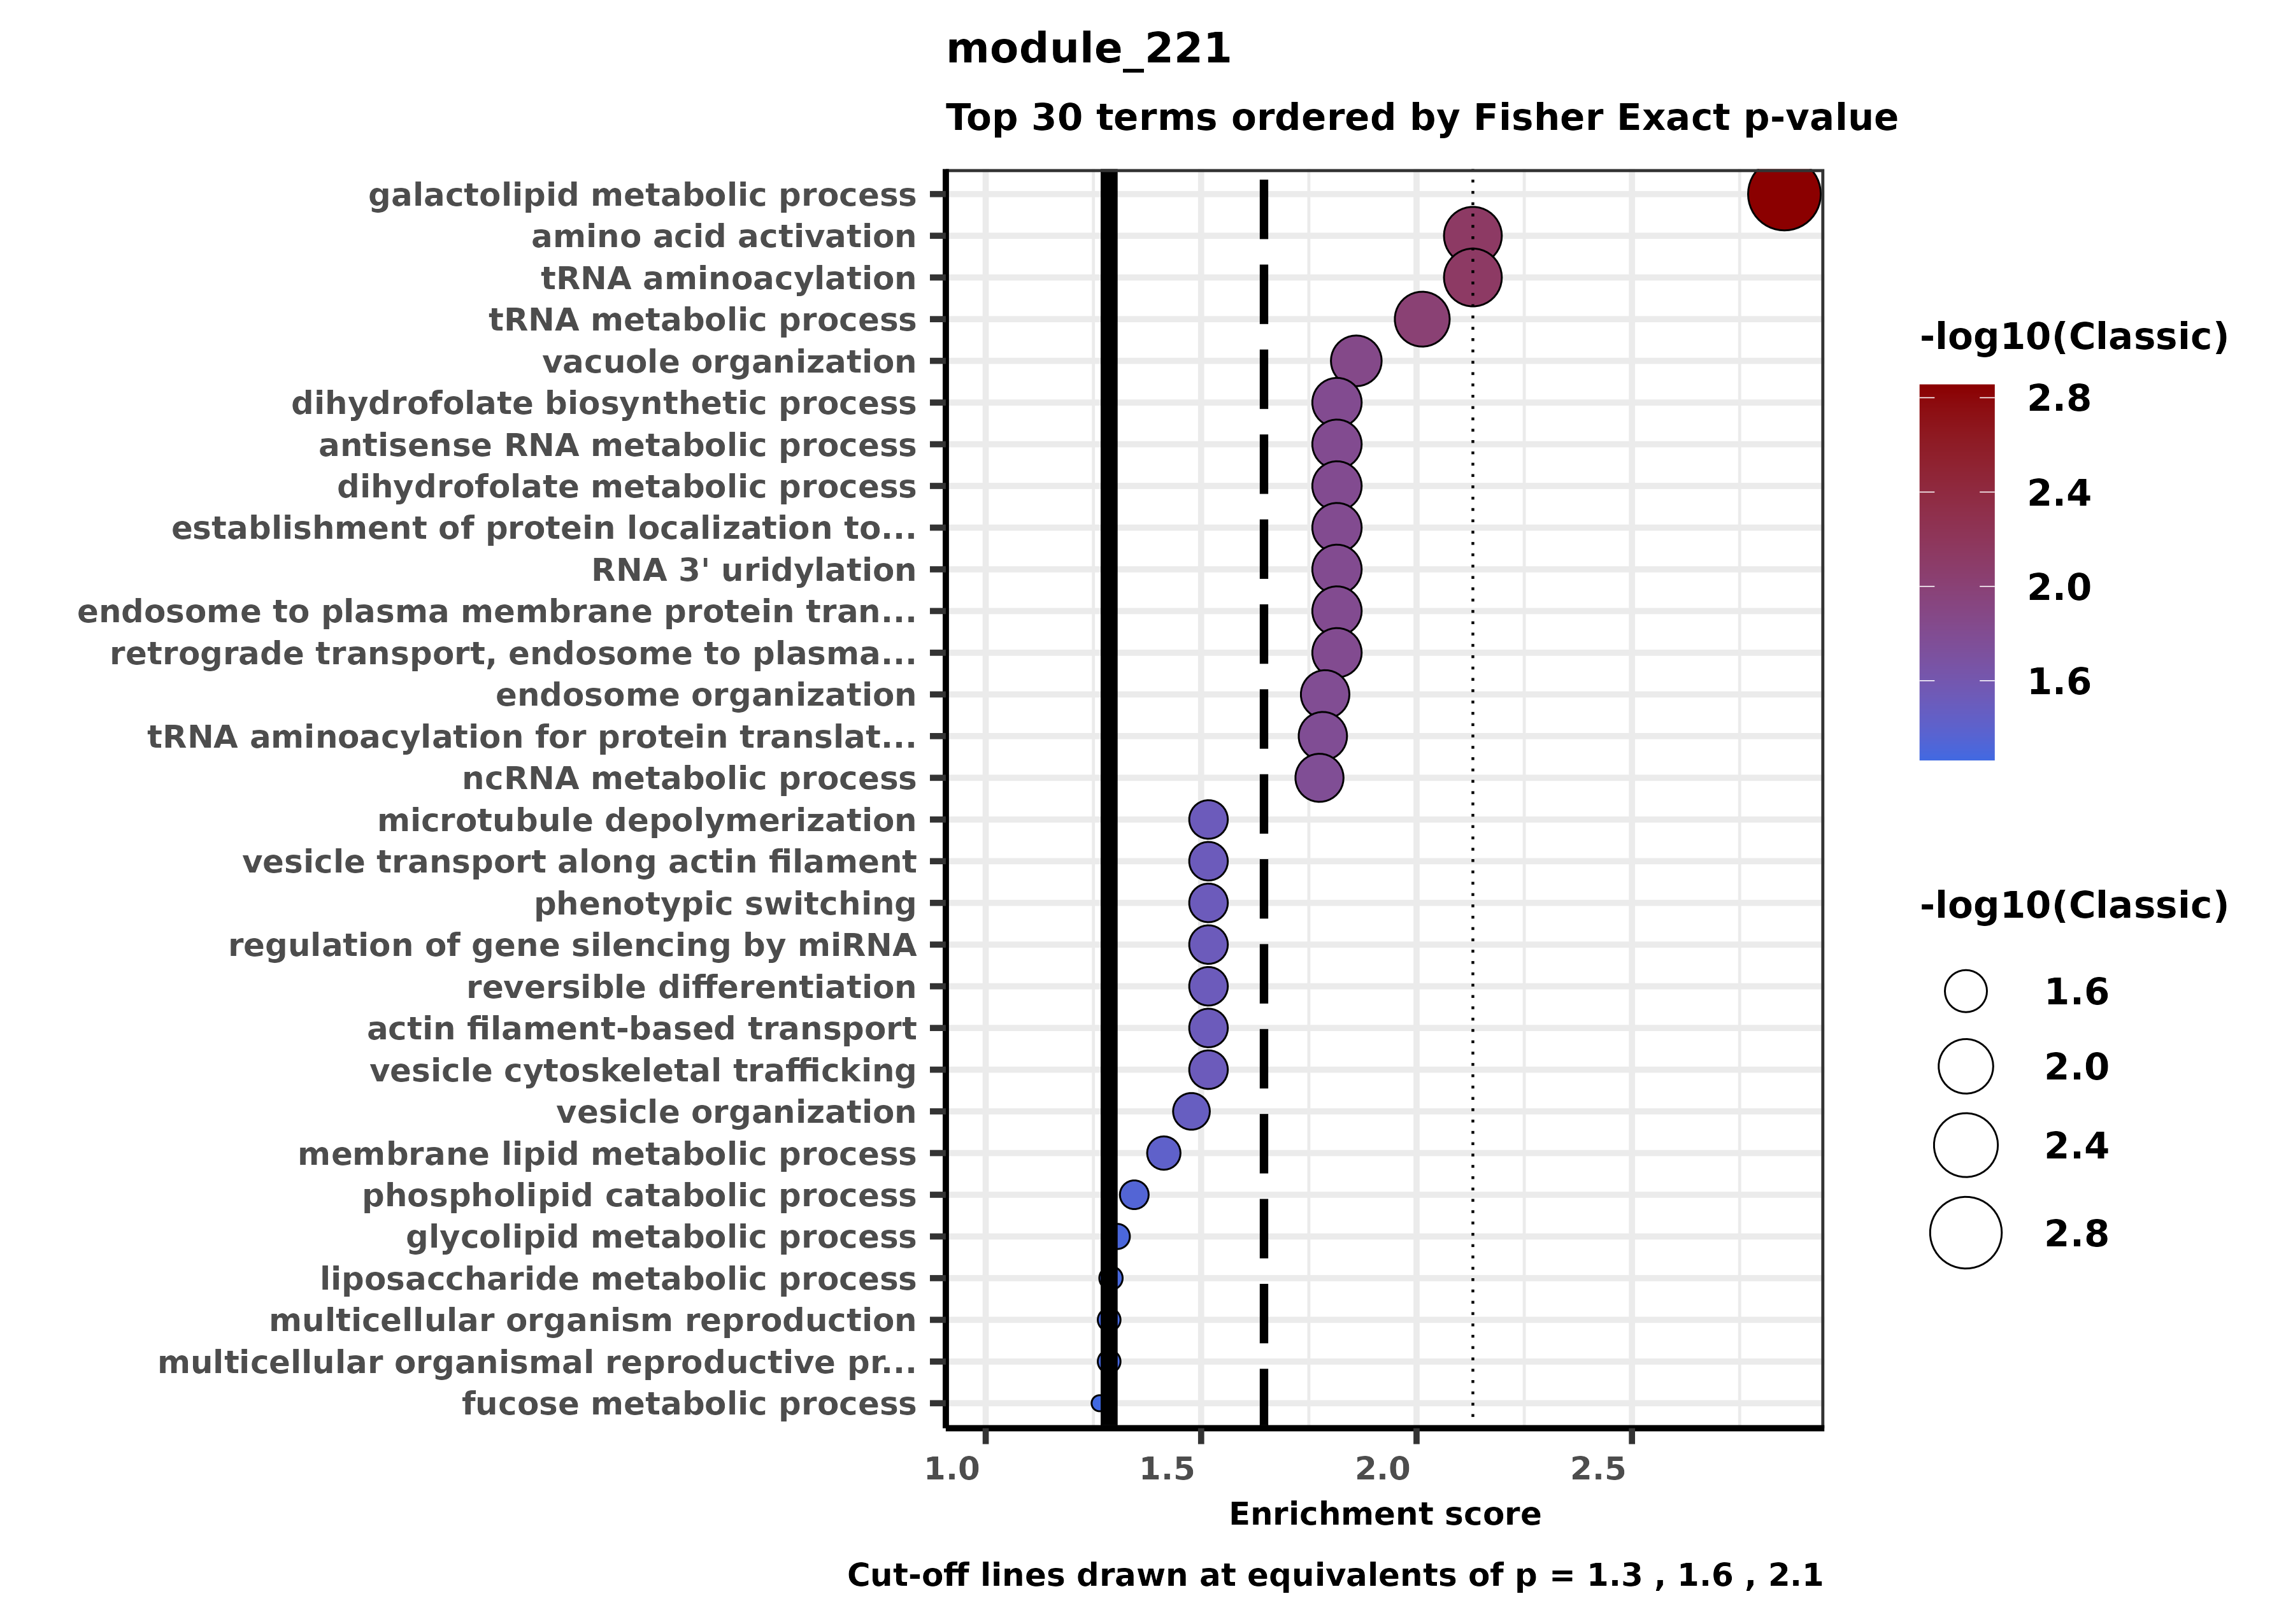 module_221
Top 30 terms ordered by Fisher Exact p-value
galactolipid metabolic process
amino acid activation
tRNA aminoacylation
tRNA metabolic process
vacuole organization
dihydrofolate biosynthetic process
antisense RNA metabolic process
dihydrofolate metabolic process
establishment of protein localization to...
RNA 3' uridylation
endosome to plasma membrane protein tran...
retrograde transport, endosome to plasma...
endosome organization
tRNA aminoacylation for protein translat...
ncRNA metabolic process
microtubule depolymerization
vesicle transport along actin filament
phenotypic switching
regulation of gene silencing by miRNA
reversible differentiation
actin filament-based transport
vesicle cytoskeletal trafficking
vesicle organization
membrane lipid metabolic process
phospholipid catabolic process
glycolipid metabolic process
liposaccharide metabolic process
multicellular organism reproduction
multicellular organismal reproductive pr...
fucose metabolic process
1.0 1.5 2.0 2.5
Enrichment score
Cut-off lines drawn at equivalents of p = 1.3 , 1.6 , 2.1
-log10(Classic)
2.8
2.4
2.0
1.6
-log10(Classic)
1.6
2.0
2.4
2.8